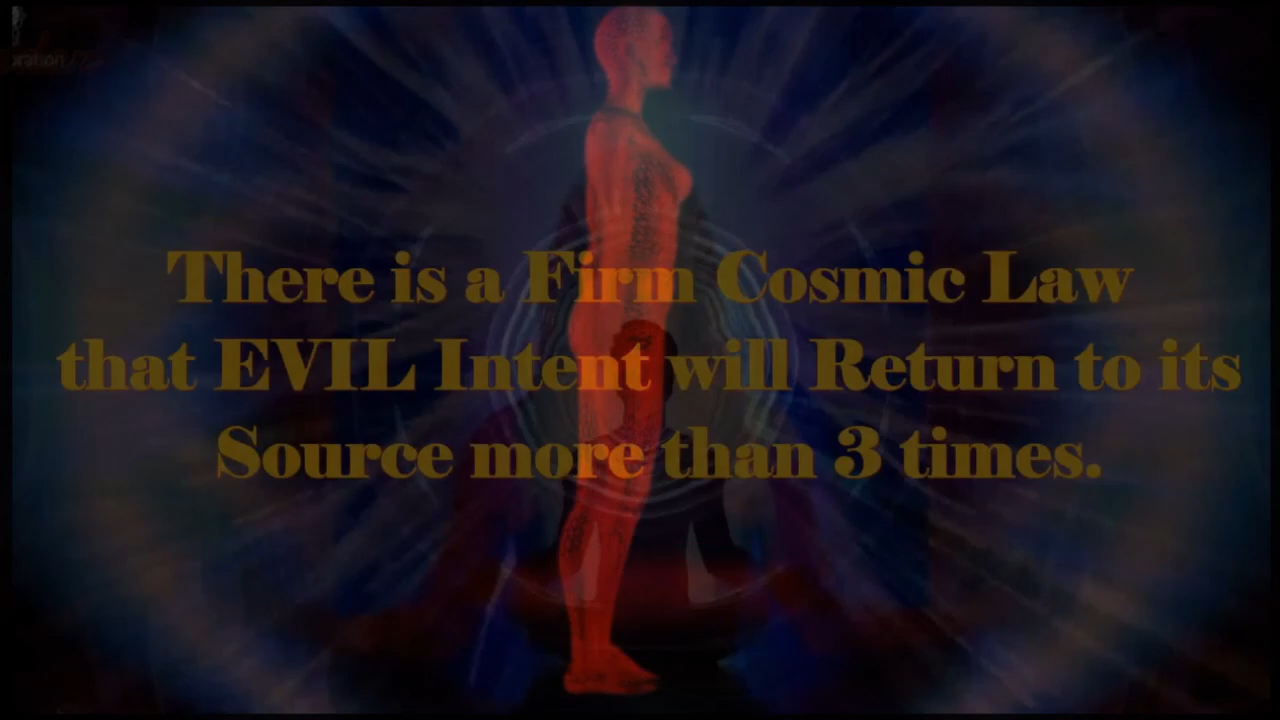 There is a Firm Cosmic Law
that EVIL Intent will Return to its
Source more than 3 times.